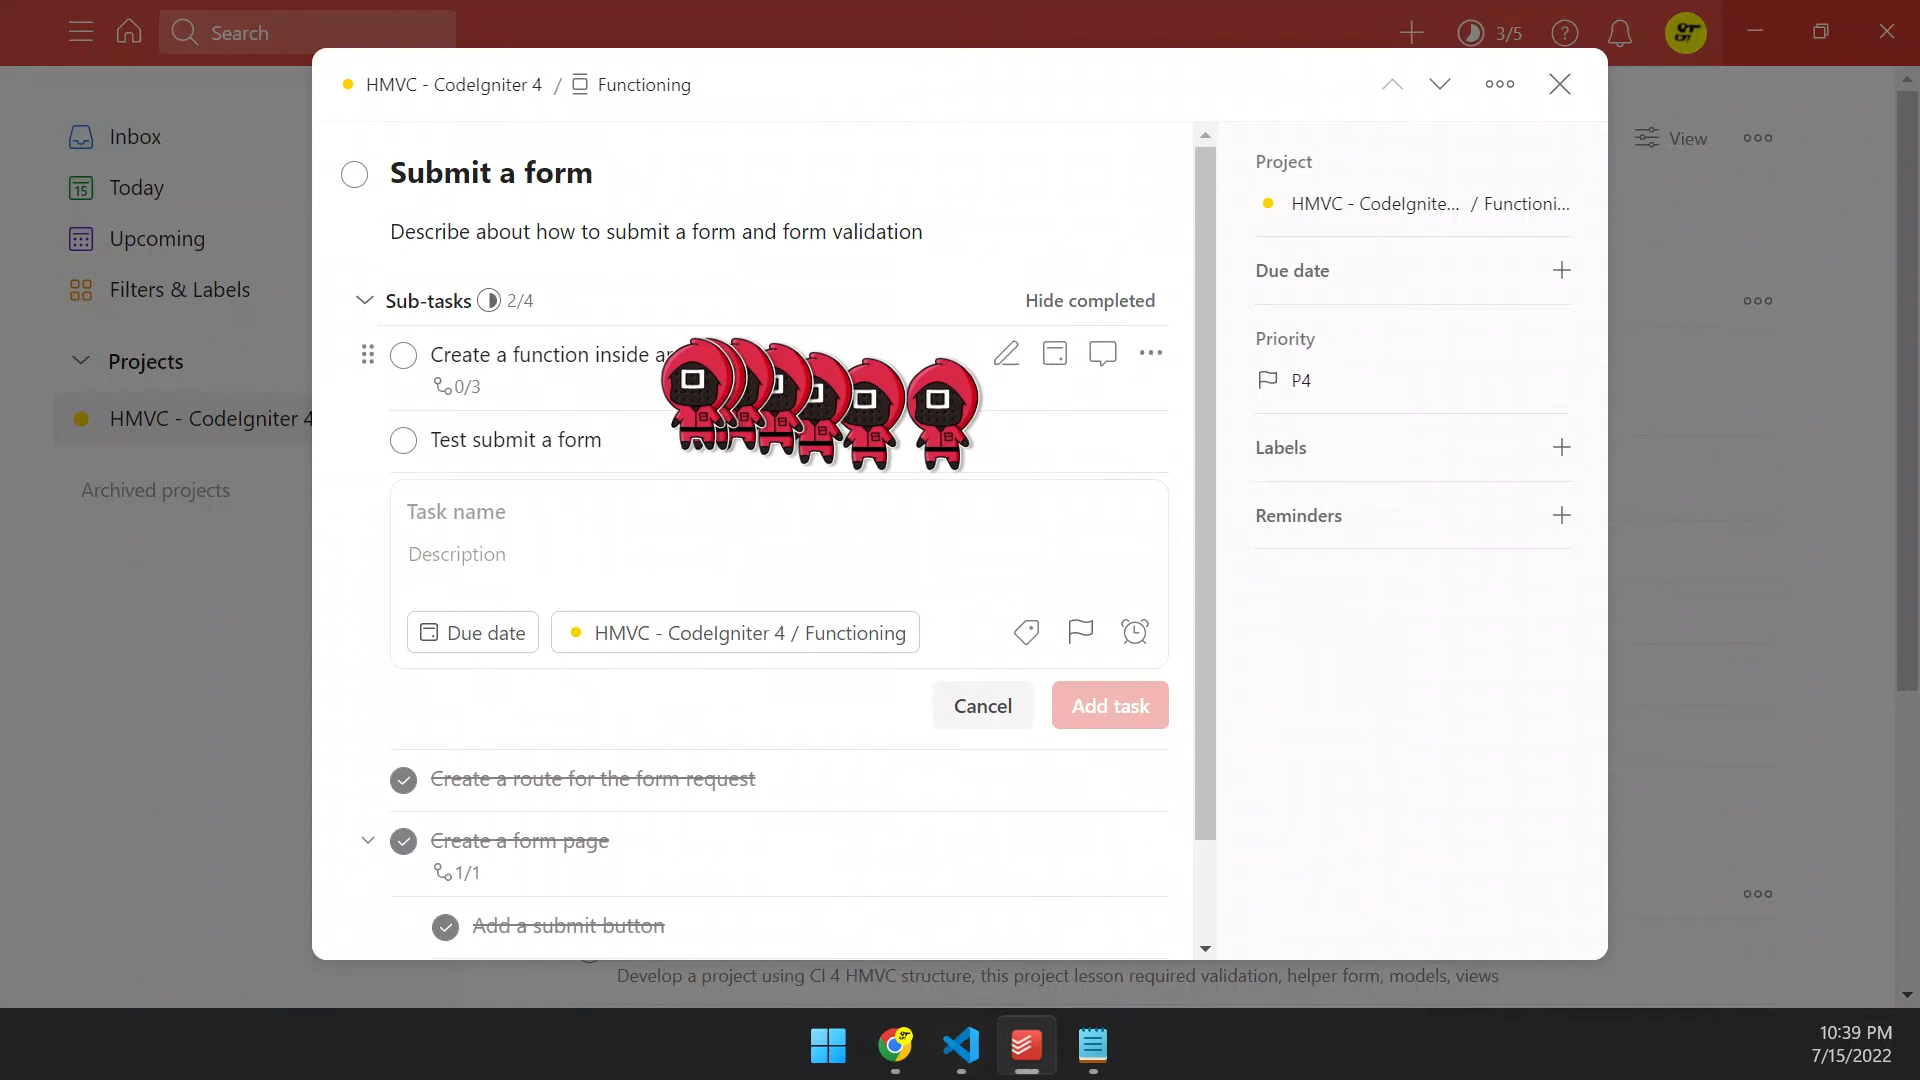 Search
3/5
HMVC - CodeIgniter 4 / Functioning
Inbox
15 Today
Upcoming
Filters & Labels
Projects
HMVC - CodeIgniter 4
Archived projects
View
Submit a form
Describe about how to submit a form and form validation
Sub-tasks 2/4
Hide completed
Create a function inside
0/3
Test submit a form
Task name
Description
Due date
HMVC - CodeIgniter 4 / Functioning
Cancel
Add task
Create a route for the form request
Create a form page
1/1
Add a submit button
Project
HMVC - CodeIgnite... / Functioni...
Due date
Priority
P4
Labels
Reminders
Develop a project using CI 4 HMVC structure, this project lesson required validation, helper form, models, views
10:39 PM
7/15/2022